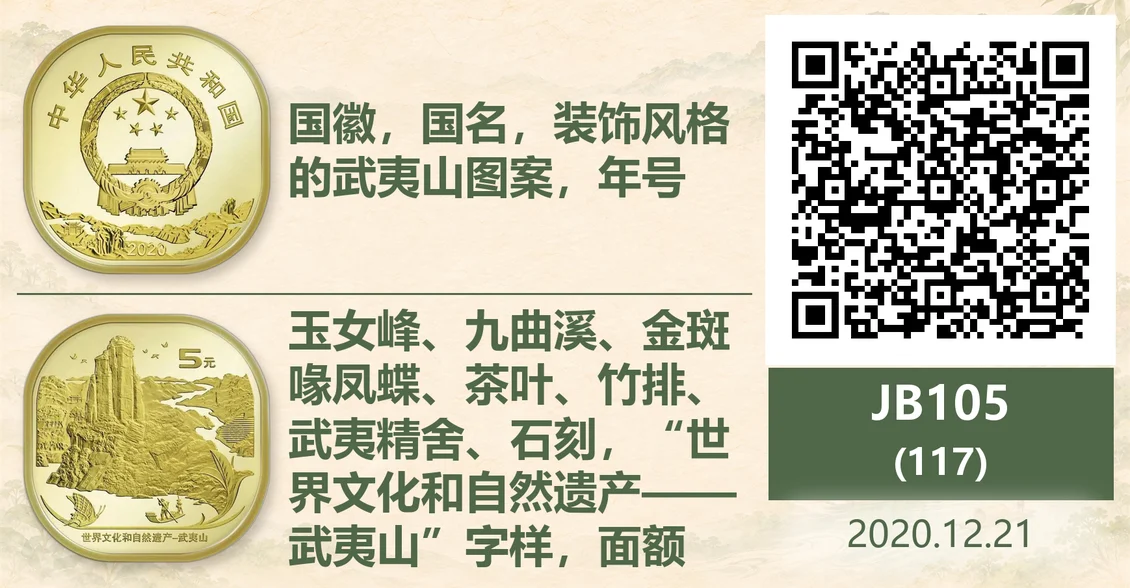 中华人民共和国
2020
国徽，国名，装饰风格
的武夷山图案，年号
5元
世界文化和自然遗产-武夷山
玉女峰、九曲溪、金斑
喙凤蝶、茶叶、竹排、
武夷精舍、石刻，“世
界文化和自然遗产——
武夷山”字样，面额
JB105
(117)
2020.12.21